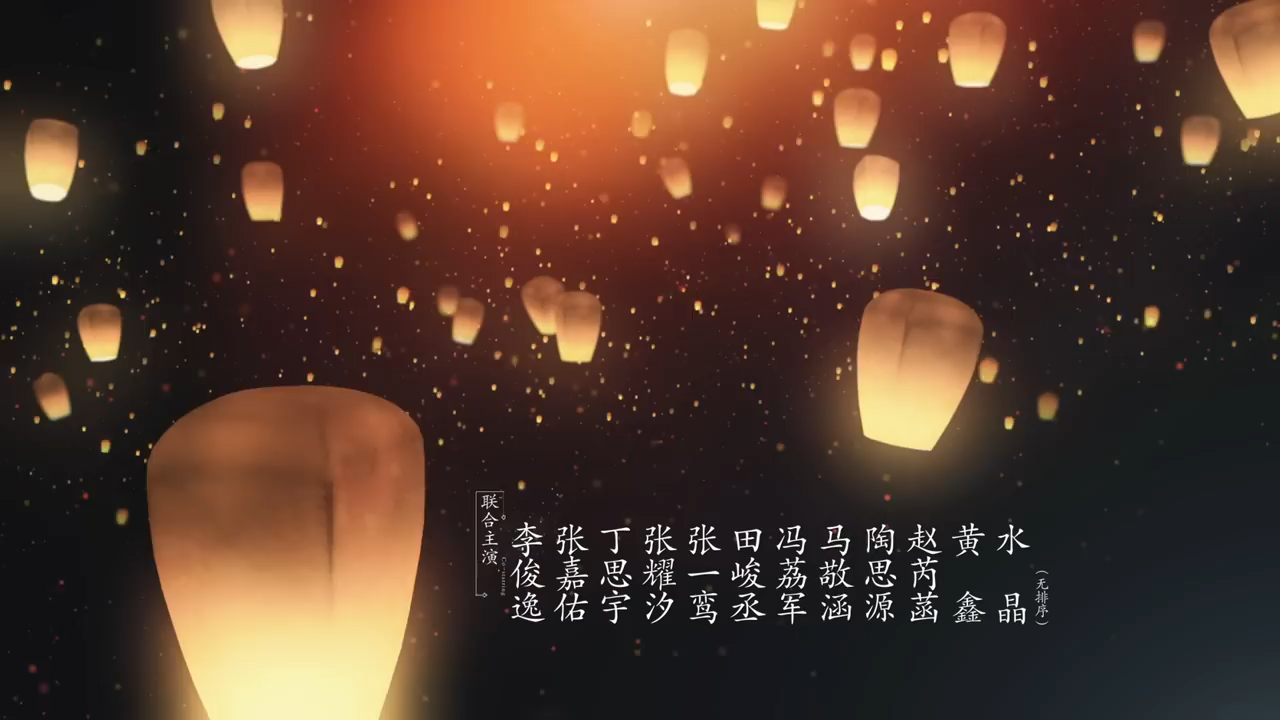 联合主演
Co-starring
李俊逸
张嘉佑
丁思宇
张耀汐
张一鸾
田峻丞
冯荔军
马敬涵
陶思源
赵芮菡
黄鑫
水晶
（无排序）